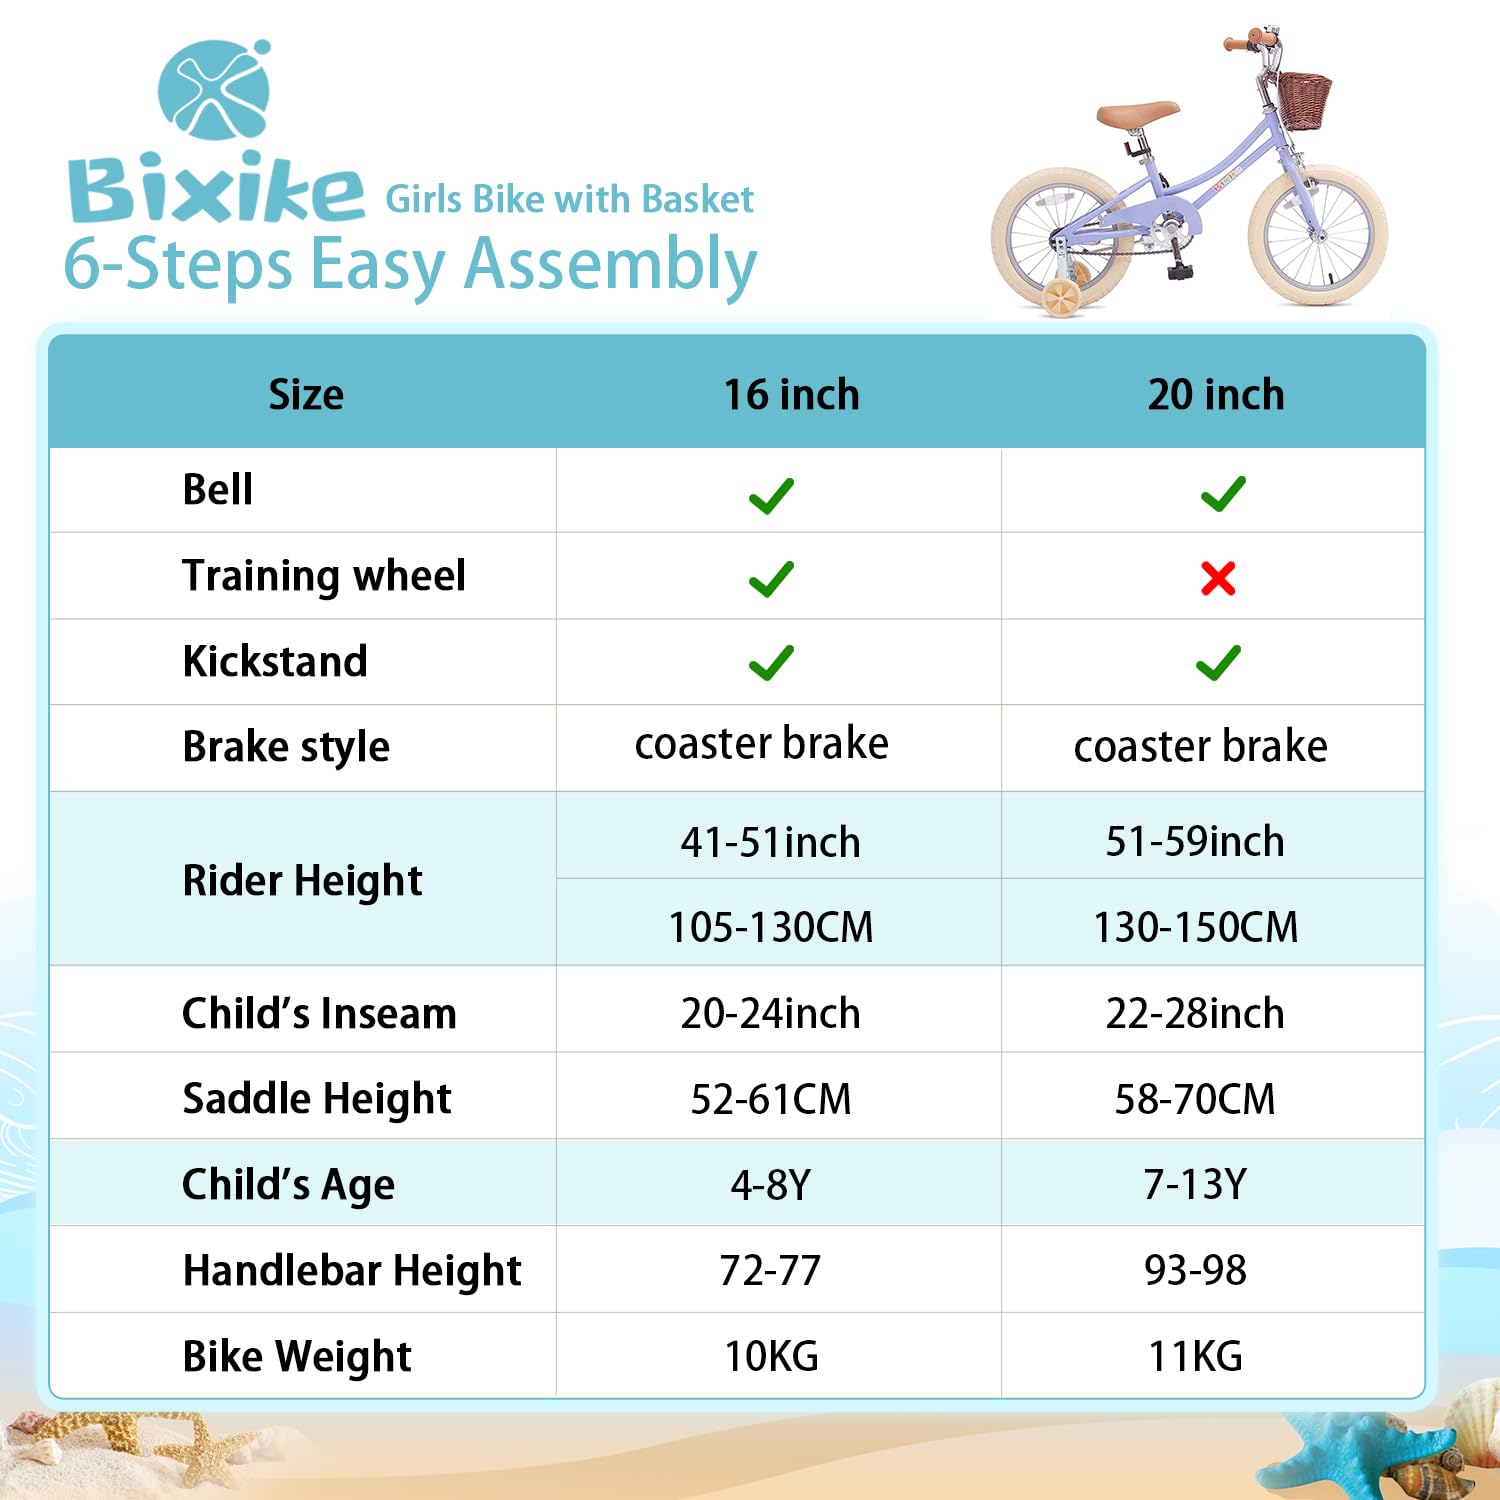 Bixike Girls Bike with Basket
6-Steps Easy Assembly
Bixike
Size 16 inch 20 inch
Bell
Training wheel
Kickstand
Brake style coaster brake coaster brake
Rider Height 41-51inch 51-59inch
105-130CM 130-150CM
Child’s Inseam 20-24inch 22-28inch
Saddle Height 52-61CM 58-70CM
Child’s Age 4-8Y 7-13Y
Handlebar Height 72-77 93-98
Bike Weight 10KG 11KG